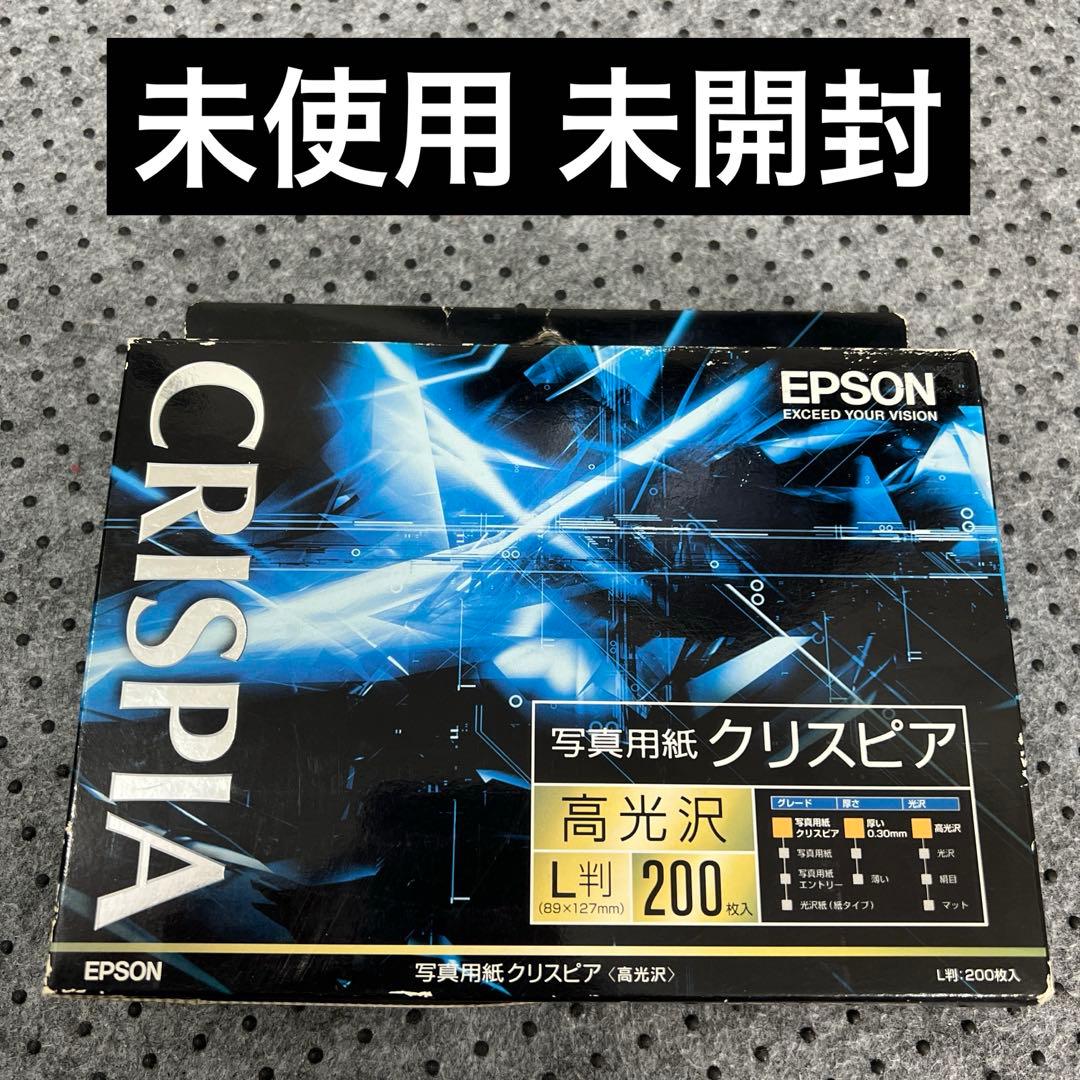 未使用 未開封
EPSON
EXCEED YOUR VISION
CRISPIA
写真用紙 クリスピア
高光沢
L判
(89×127mm)
200枚入
グレード 厚さ 光沢
写真用紙
クリスピア
厚い
0.30mm
高光沢
写真用紙
光沢
写真用紙
エントリー
薄い
絹目
光沢紙(紙タイプ)
マット
EPSON
写真用紙クリスピア〈高光沢〉
L判:200枚入